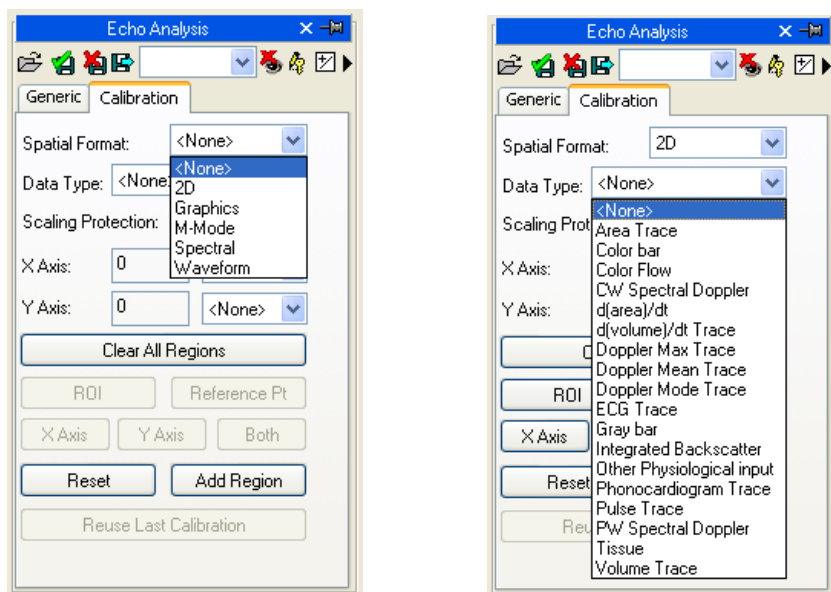 Echo Analysis
Generic Calibration
Spatial Format: <None>
<None>
2D
Graphics
M-Mode
Spectral
Waveform
Data Type: <None
Scaling Protection:
X Axis: 0
Y Axis: 0 <None>
Clear All Regions
ROI Reference Pt
X Axis Y Axis Both
Reset Add Region
Reuse Last Calibration
Echo Analysis
Generic Calibration
Spatial Format: 2D
Data Type: <None>
<None>
Area Trace
Color bar
Color Flow
CW Spectral Doppler
d(area)/dt
d(volume)/dt Trace
Doppler Max Trace
Doppler Mean Trace
Doppler Mode Trace
ECG Trace
Gray bar
Integrated Backscatter
Other Physiological input
Phonocardiogram Trace
Pulse Trace
PW Spectral Doppler
Tissue
Volume Trace
Scaling Prot
X Axis:
Y Axis:
ROI
X Axis
Reset
Reu